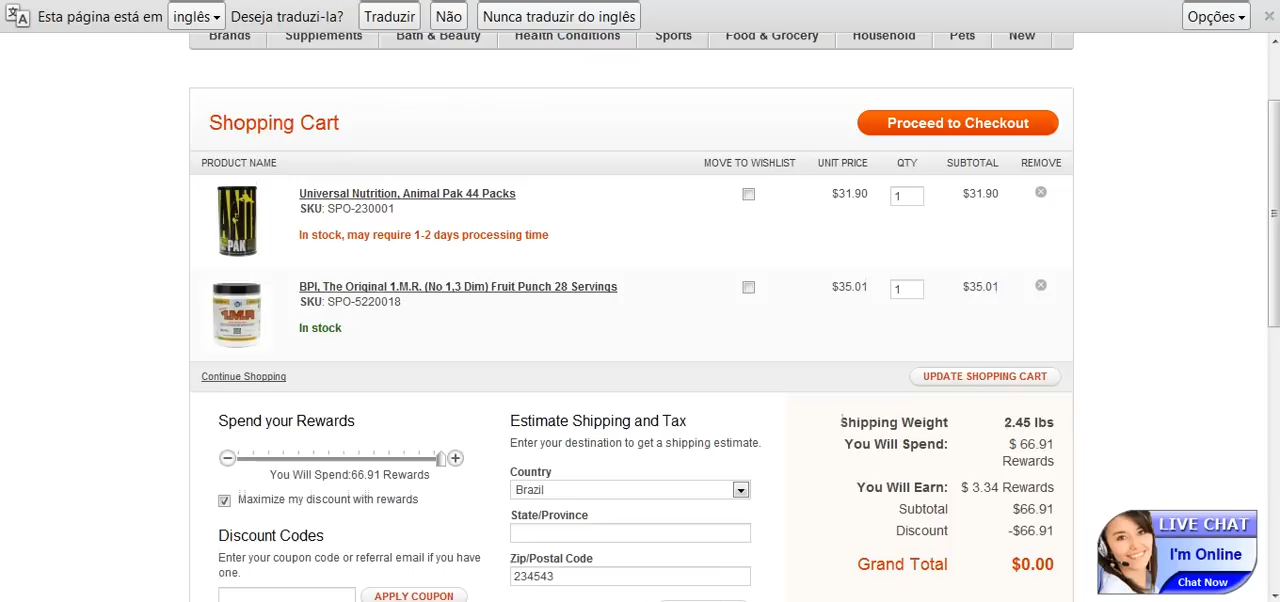 Esta página está em inglês Deseja traduzi-la? Traduzir Não Nunca traduzir do inglês Opções
Brands Supplements Bath & Beauty Health Conditions Sports Food & Grocery Household Pets New
Shopping Cart
Proceed to Checkout
PRODUCT NAME MOVE TO WISHLIST UNIT PRICE QTY SUBTOTAL REMOVE
Universal Nutrition, Animal Pak 44 Packs $31.90 1 $31.90
SKU: SPO-230001
In stock, may require 1-2 days processing time
PAK
BPI, The Original 1.M.R. (No 1,3 Dim) Fruit Punch 28 Servings $35.01 1 $35.01
SKU: SPO-5220018
1.M.R
In stock
Continue Shopping UPDATE SHOPPING CART
Spend your Rewards
You Will Spend:66.91 Rewards
Maximize my discount with rewards
Discount Codes
Enter your coupon code or referral email if you have
one.
APPLY COUPON
Estimate Shipping and Tax
Enter your destination to get a shipping estimate.
Country
Brazil
State/Province
Zip/Postal Code
234543
Shipping Weight 2.45 lbs
You Will Spend: $ 66.91
Rewards
You Will Earn: $ 3.34 Rewards
Subtotal $66.91
Discount -$66.91
Grand Total $0.00
LIVE CHAT
I'm Online
Chat Now